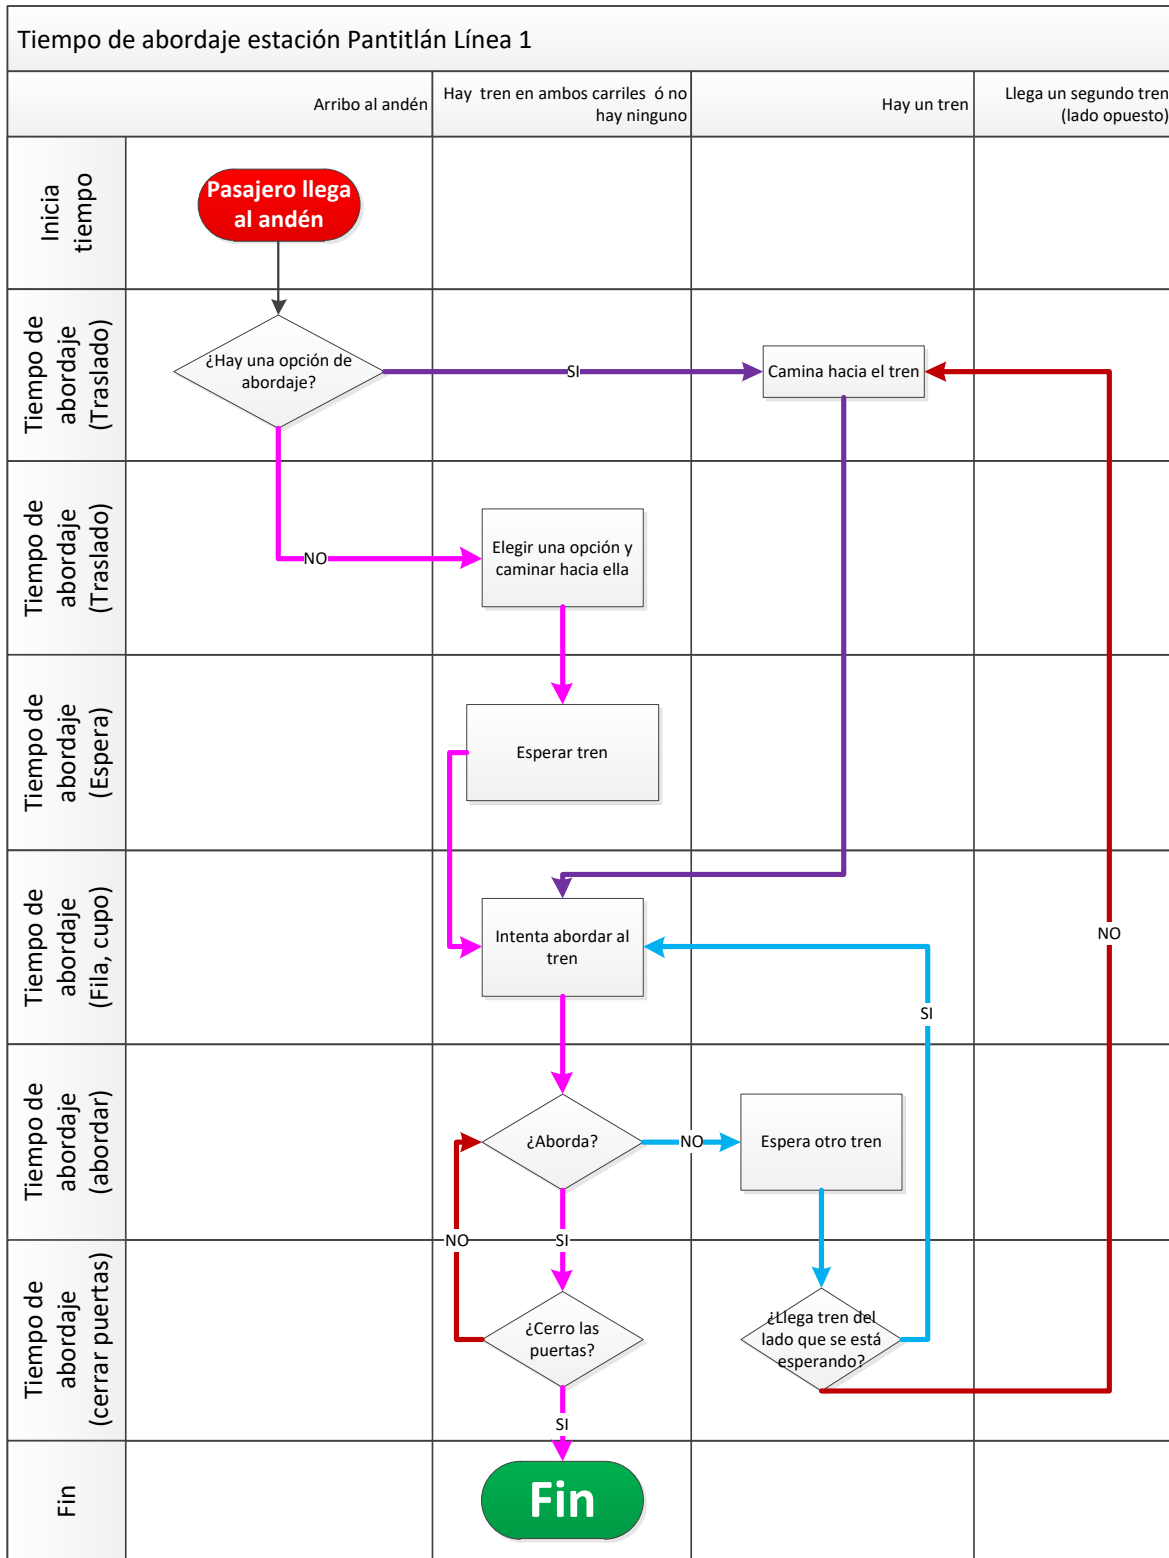 Tiempo de abordaje estación Pantitlán Línea 1
Arribo al andén
Hay tren en ambos carriles ó no
hay ninguno
Hay un tren
Llega un segundo tren
(lado opuesto)
Inicia
tiempo
Pasajero llega
al andén
Tiempo de
abordaje
(Traslado)
¿Hay una opción de
abordaje?
SI
Camina hacia el tren
Tiempo de
abordaje
(Traslado)
NO
Elegir una opción y
caminar hacia ella
Tiempo de
abordaje
(Espera)
Esperar tren
Tiempo de
abordaje
(Fila, cupo)
Intenta abordar al
tren
NO
SI
Tiempo de
abordaje
(abordar)
¿Aborda?
NO
Espera otro tren
NO
SI
Tiempo de
abordaje
(cerrar puertas)
¿Cerro las
puertas?
¿Llega tren del
lado que se está
esperando?
SI
Fin
Fin